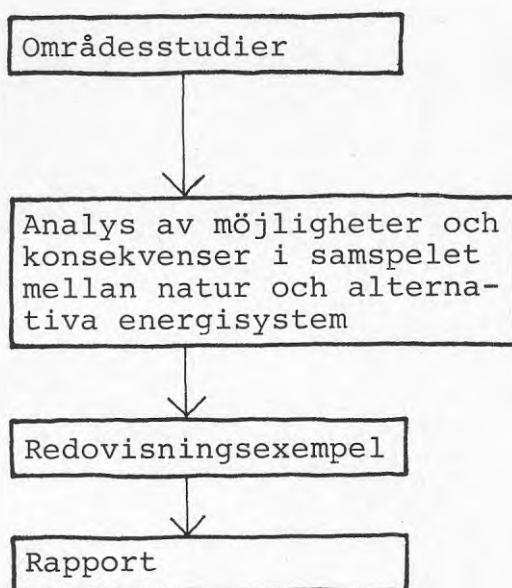 Områdesstudier
Analys av möjligheter och
konsekvenser i samspelet
mellan natur och alterna-
tiva energisystem
Redovisningsexempel
Rapport